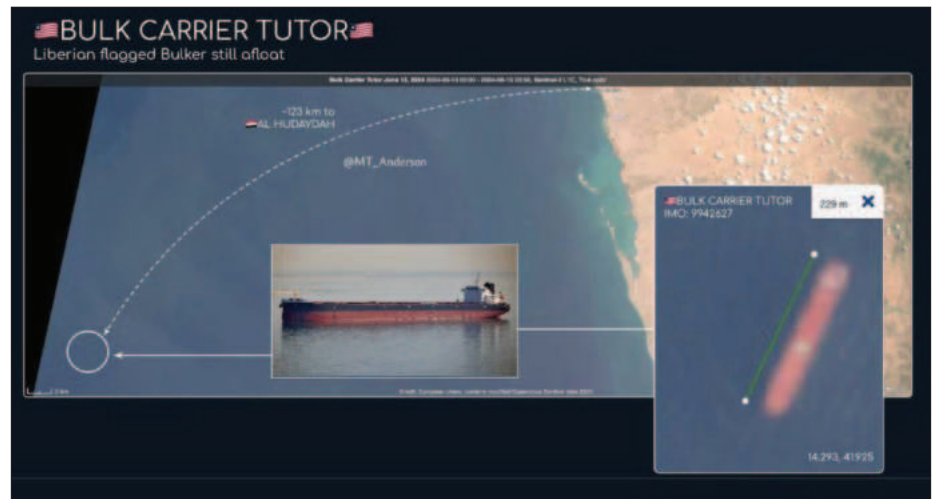 BULK CARRIER TUTOR
Liberian flagged Bulker still afloat
~123 km to
AL HUDAYDAH
@MT_Anderson
BULK CARRIER TUTOR
IMO: 9942627
229 m
14.293, 41.925